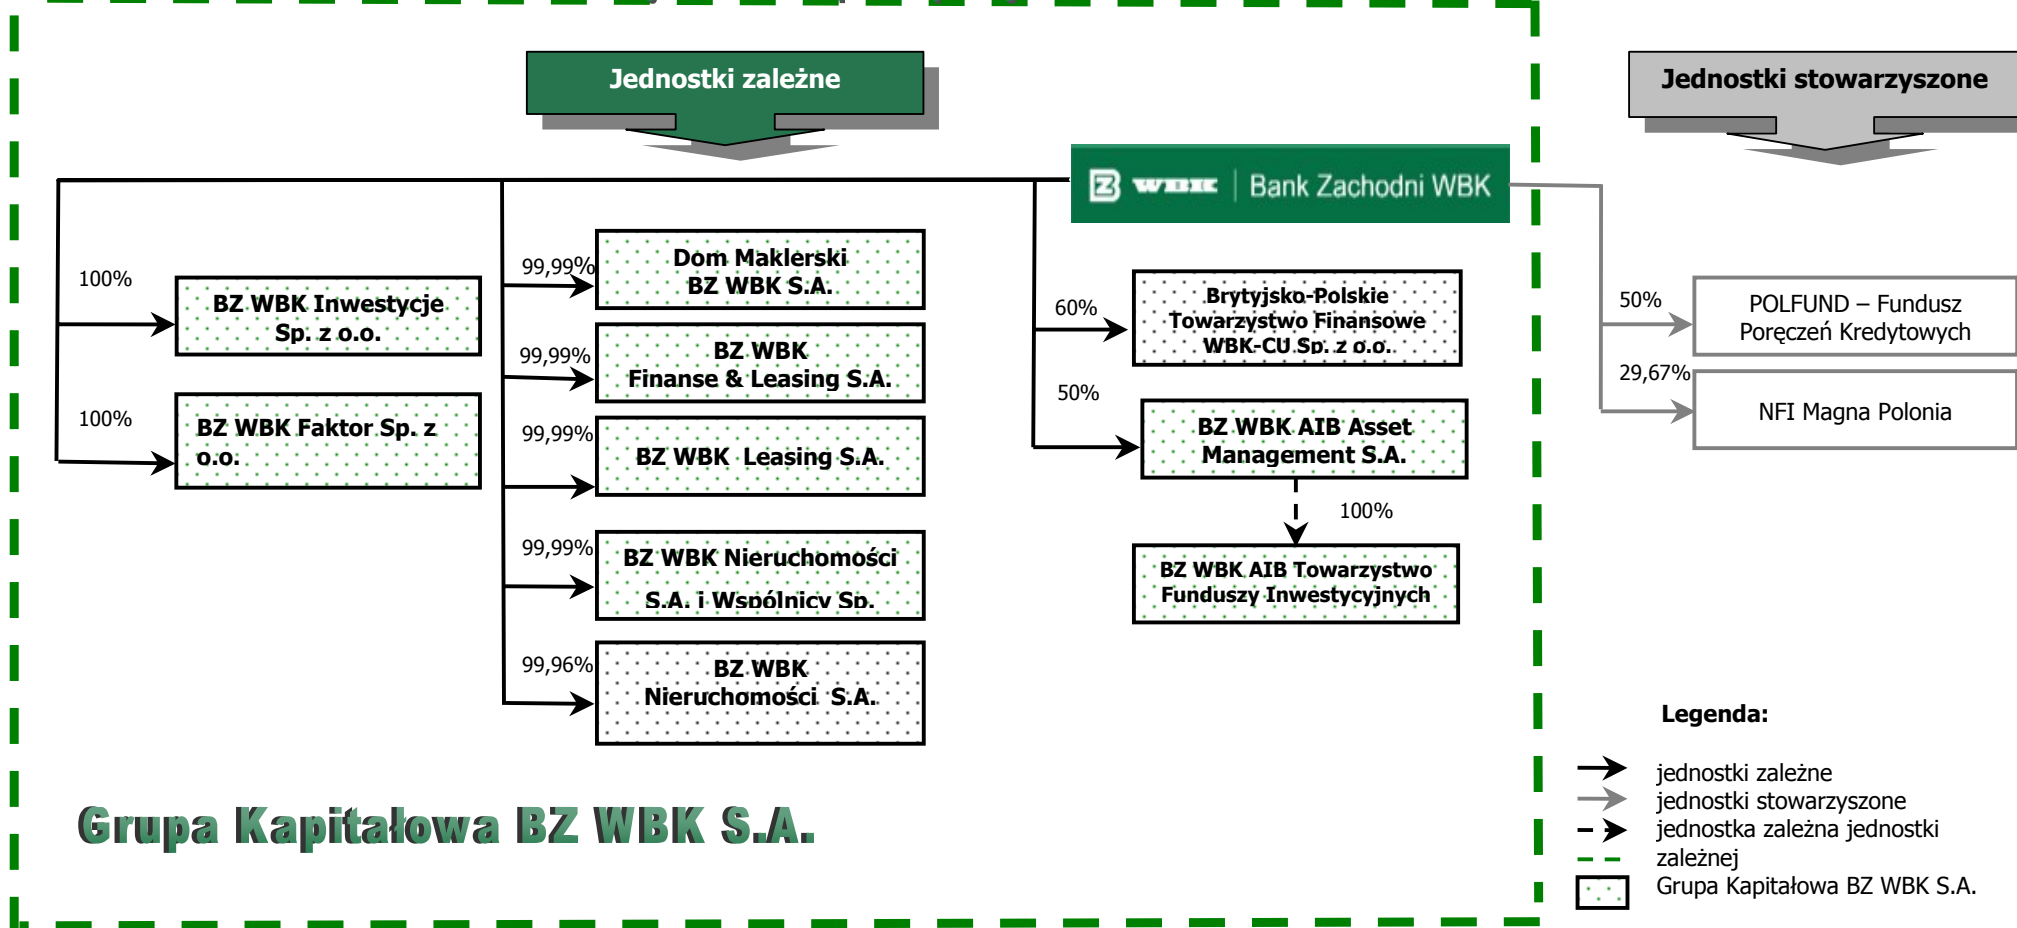 Jednostki zależne
Jednostki stowarzyszone
BZ WBK | Bank Zachodni WBK
100%
BZ WBK Inwestycje
Sp. z o.o.
100%
BZ WBK Faktor Sp. z
o.o.
99,99%
Dom Maklerski
BZ WBK S.A.
99,99%
BZ WBK
Finanse & Leasing S.A.
99,99%
BZ WBK Leasing S.A.
99,99%
BZ WBK Nieruchomości
S.A. i Wspólnicy Sp.
99,96%
BZ WBK
Nieruchomości S.A.
60%
Brytyjsko-Polskie
Towarzystwo Finansowe
WBK-CU Sp. z o.o.
50%
BZ WBK AIB Asset
Management S.A.
100%
BZ WBK AIB Towarzystwo
Funduszy Inwestycyjnych
50%
POLFUND – Fundusz
Poręczeń Kredytowych
29,67%
NFI Magna Polonia
Grupa Kapitałowa BZ WBK S.A.
Legenda:
jednostki zależne
jednostki stowarzyszone
jednostka zależna jednostki
zależnej
Grupa Kapitałowa BZ WBK S.A.